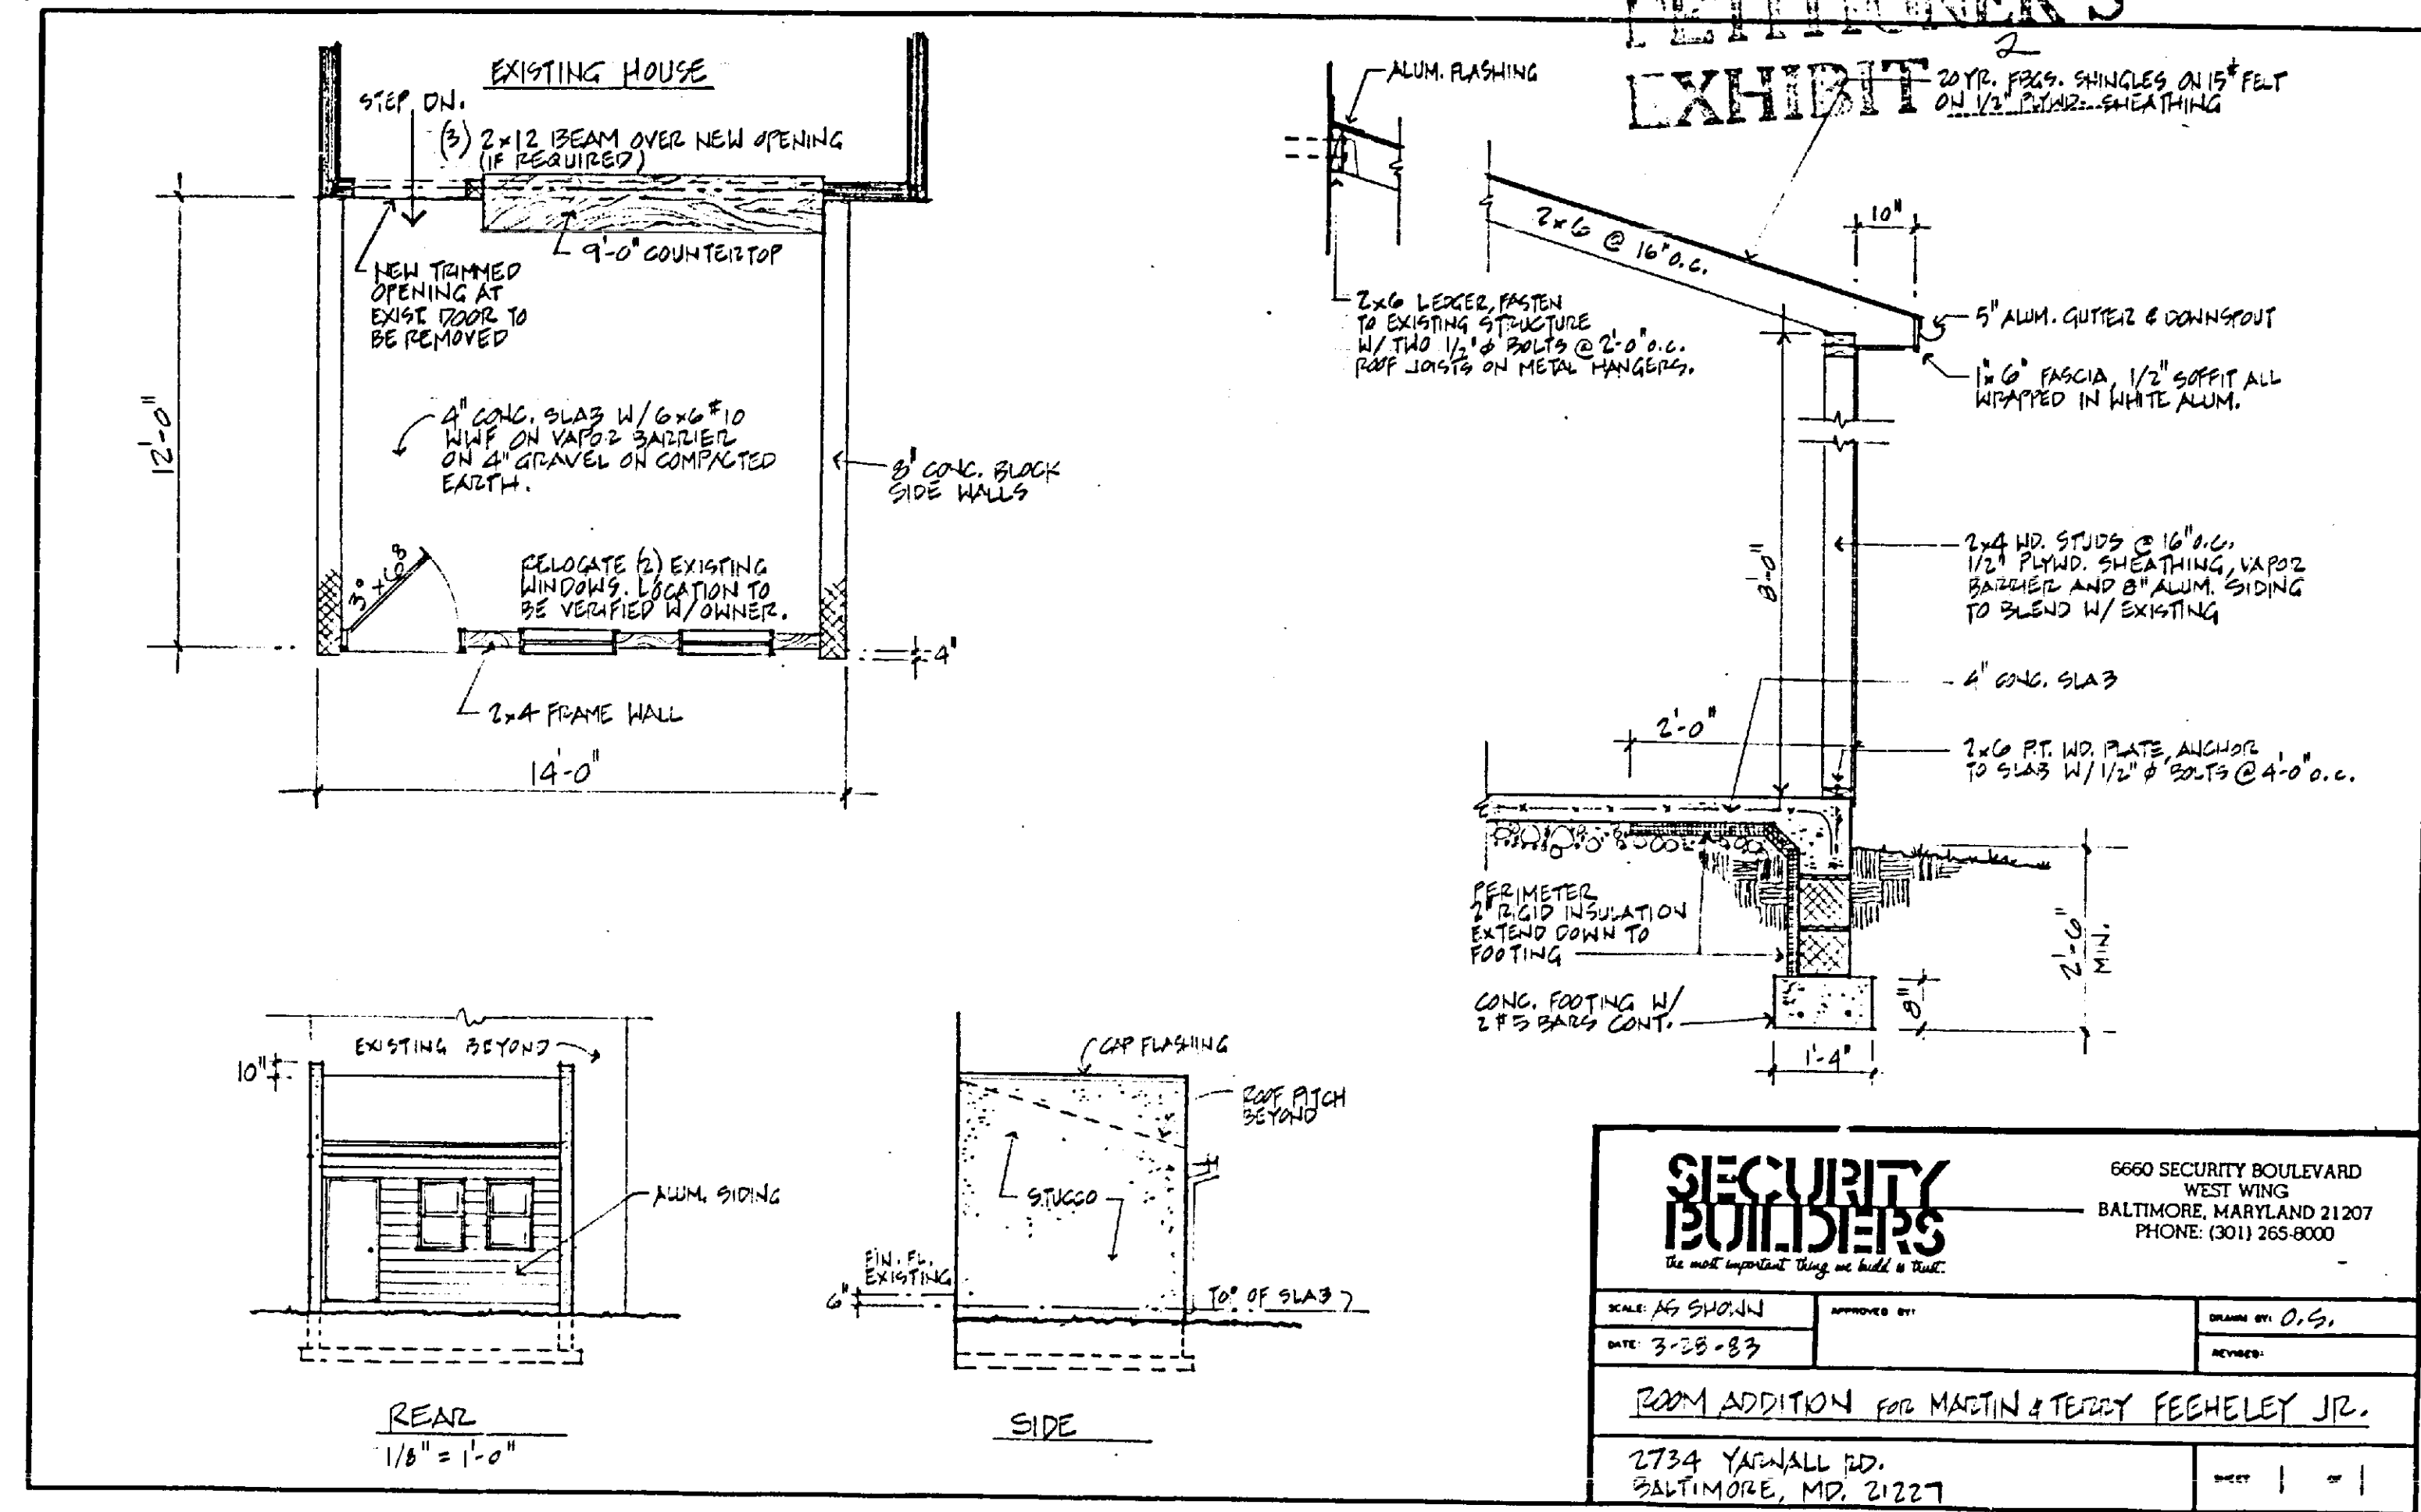 PETITIONER'S
EXHIBIT 2
EXISTING HOUSE
STEP DN.
(3) 2x12 BEAM OVER NEW OPENING
(IF REQUIRED)
9'-0" COUNTERTOP
NEW TRIMMED
OPENING AT
EXIST. DOOR TO
BE REMOVED
12'-0"
4" CONC. SLAB W/ 6x6 #10
WWF ON VAPOR BARRIER
ON 4" GRAVEL ON COMPACTED
EARTH.
8" CONC. BLOCK
SIDE WALLS
3° x 68
RELOCATE (2) EXISTING
WINDOWS. LOCATION TO
BE VERIFIED W/ OWNER.
4"
2x4 FRAME WALL
14'-0"
ALUM. FLASHING
20 YR. FBGS. SHINGLES ON 15# FELT
ON 1/2" PLYWD. SHEATHING
2x6 @ 16" O.C.
10"
2x6 LEDGER, FASTEN
TO EXISTING STRUCTURE
W/ TWO 1/2" ø BOLTS @ 2'-0" O.C.
ROOF JOISTS ON METAL HANGERS.
5" ALUM. GUTTER & DOWNSPOUT
1"x 6" FASCIA, 1/2" SOFFIT ALL
WRAPPED IN WHITE ALUM.
8'-0"
2x4 WD. STUDS @ 16" O.C.
1/2" PLYWD. SHEATHING, VAPOR
BARRIER AND 8" ALUM. SIDING
TO BLEND W/ EXISTING
4" CONC. SLAB
2'-0"
2x6 P.T. WD. PLATE, ANCHOR
TO SLAB W/ 1/2" ø BOLTS @ 4'-0" O.C.
PERIMETER
2" RIGID INSULATION
EXTEND DOWN TO
FOOTING
2'-6"
MIN.
CONC. FOOTING W/
2 #5 BARS CONT.
8"
1'-4"
EXISTING BEYOND
10"
ALUM. SIDING
REAR
1/8" = 1'-0"
CAP FLASHING
ROOF PITCH
BEYOND
STUCCO
FIN. FL.
EXISTING
6"
TOP OF SLAB
SIDE
SECURITY
BUILDERS
the most important thing we build is trust.
6660 SECURITY BOULEVARD
WEST WING
BALTIMORE, MARYLAND 21207
PHONE: (301) 265-8000
SCALE: AS SHOWN
APPROVED BY:
DRAWN BY: O.S.
DATE: 3-28-83
REVISED:
ROOM ADDITION FOR MARTIN & TERRY FEEHELEY JR.
2734 YARNALL RD.
BALTIMORE, MD. 21227
SHEET 1 OF 1